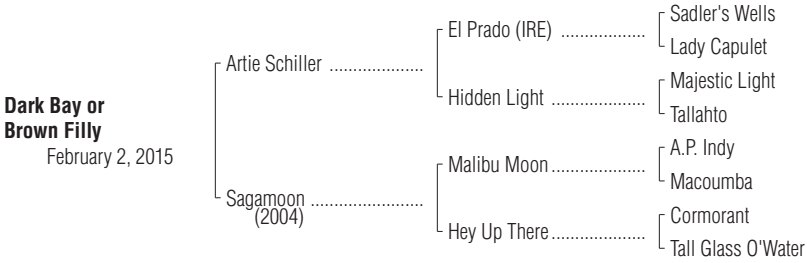 Dark Bay or
Brown Filly
February 2, 2015
Artie Schiller ....................
Sagamoon ........................
(2004)
El Prado (IRE) ..................
Hidden Light ....................
Malibu Moon ....................
Hey Up There ....................
Sadler's Wells
Lady Capulet
Majestic Light
Tallahto
A.P. Indy
Macoumba
Cormorant
Tall Glass O'Water